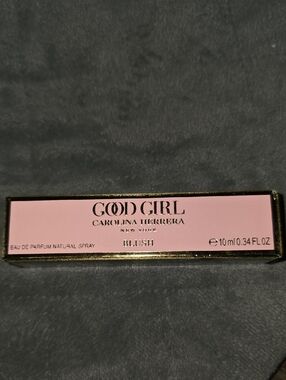 GOOD GIRL
CAROLINA HERRERA
NEW YORK
BLUSH
EAU DE PARFUM NATURAL SPRAY
℮10 ml 0.34 FL OZ